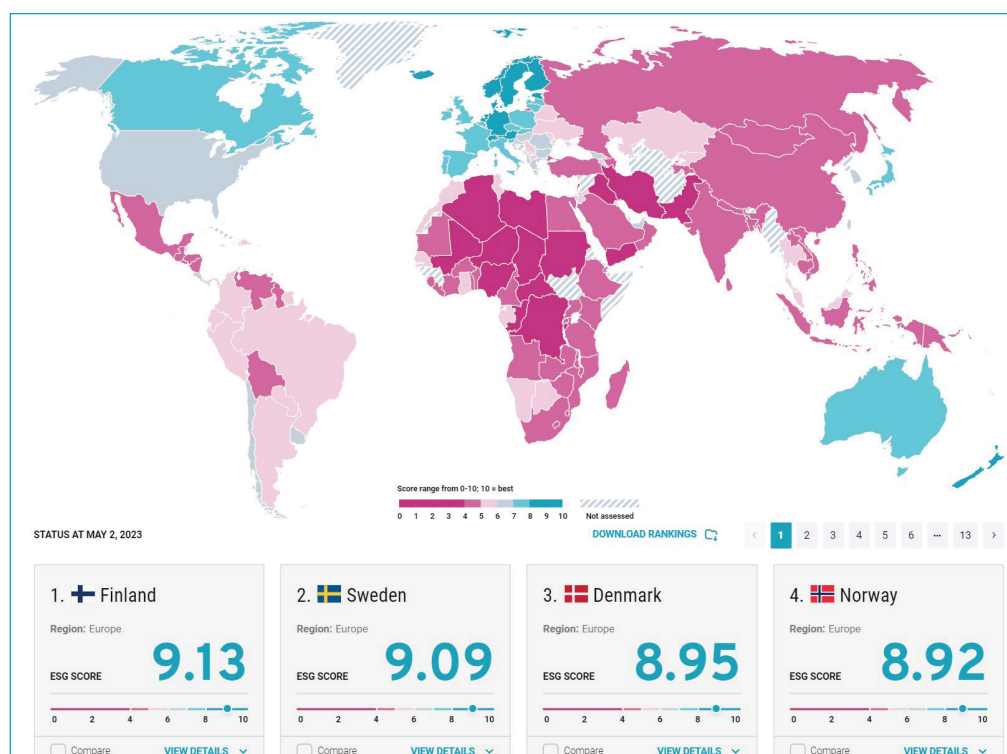 Score range from 0-10; 10 = best
0 1 2 3 4 5 6 7 8 9 10 Not assessed
STATUS AT MAY 2, 2023
DOWNLOAD RANKINGS
< 1 2 3 4 5 6 ... 13 >
1. Finland
Region: Europe
ESG SCORE 9.13
0 2 4 6 8 10
Compare VIEW DETAILS
2. Sweden
Region: Europe
ESG SCORE 9.09
0 2 4 6 8 10
Compare VIEW DETAILS
3. Denmark
Region: Europe
ESG SCORE 8.95
0 2 4 6 8 10
Compare VIEW DETAILS
4. Norway
Region: Europe
ESG SCORE 8.92
0 2 4 6 8 10
Compare VIEW DETAILS